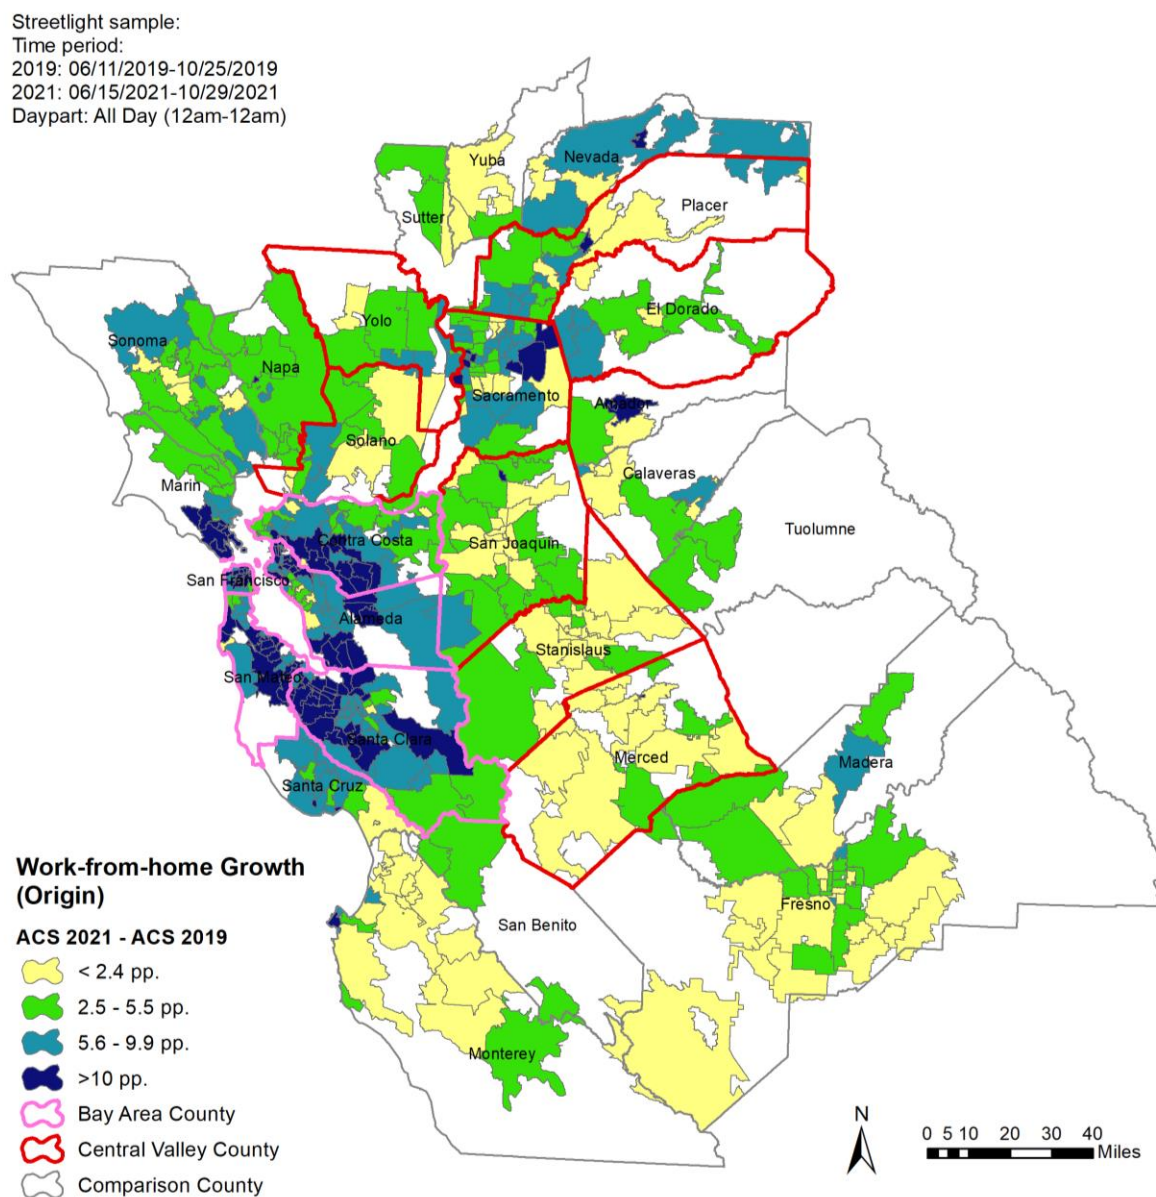 Streetlight sample:
Time period:
2019: 06/11/2019-10/25/2019
2021: 06/15/2021-10/29/2021
Daypart: All Day (12am-12am)
Yuba
Nevada
Sutter
Placer
Yolo
El Dorado
Sonoma
Napa
Sacramento
Amador
Solano
Marin
Calaveras
Tuolumne
Contra Costa
San Joaquin
San Francisco
Alameda
Stanislaus
San Mateo
Santa Clara
Merced
Madera
Santa Cruz
Fresno
San Benito
Monterey
Work-from-home Growth
(Origin)
ACS 2021 - ACS 2019
< 2.4 pp.
2.5 - 5.5 pp.
5.6 - 9.9 pp.
>10 pp.
Bay Area County
Central Valley County
Comparison County
N
0 5 10 20 30 40
Miles